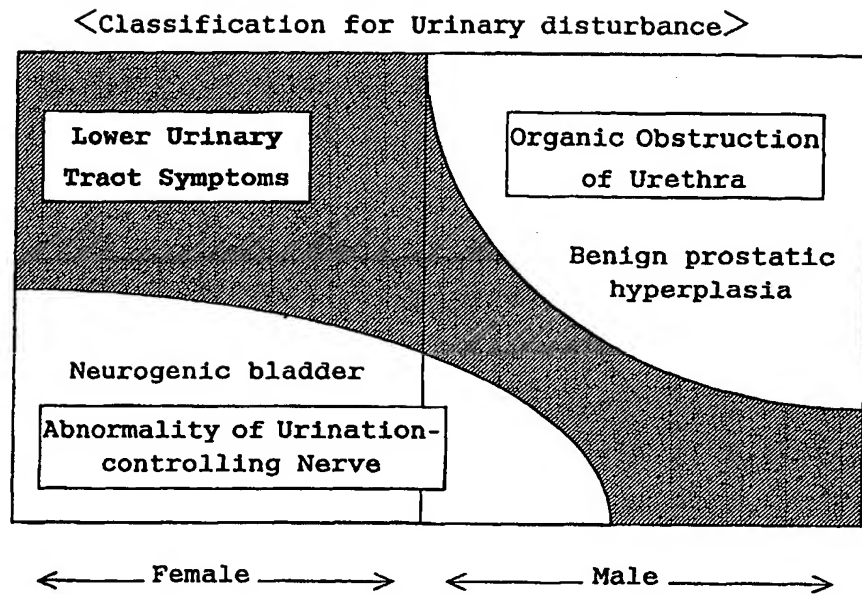 <Classification for Urinary disturbance>
Lower Urinary
Tract Symptoms
Organic Obstruction
of Urethra
Benign prostatic
hyperplasia
Neurogenic bladder
Abnormality of Urination-
controlling Nerve
Female
Male